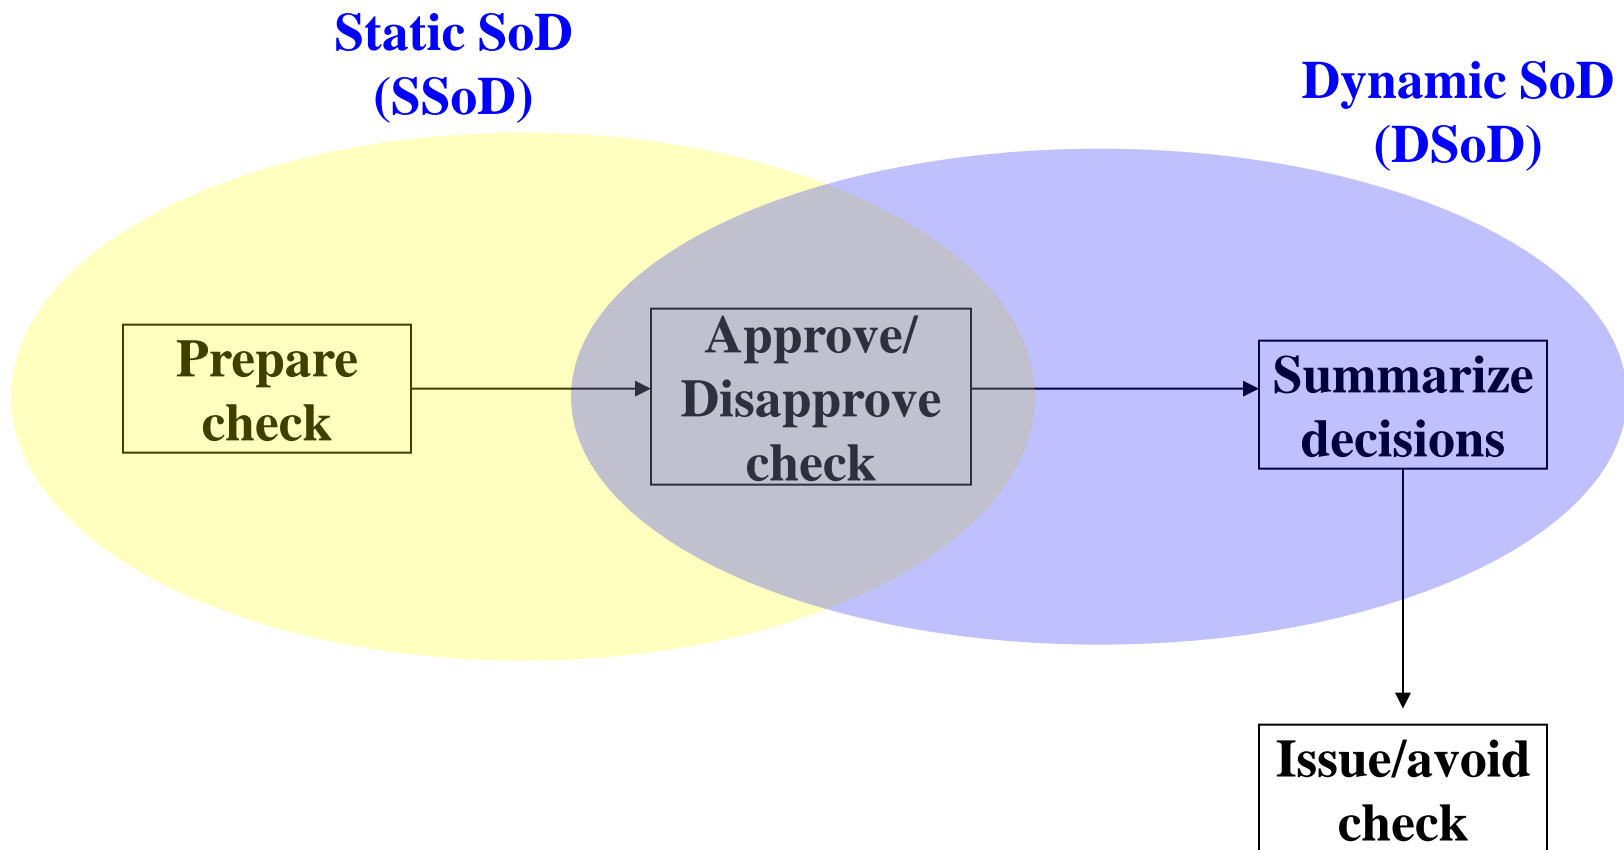 Static SoD
(SSoD)
Dynamic SoD
(DSoD)
Prepare
check
Approve/
Disapprove
check
Summarize
decisions
Issue/avoid
check